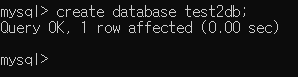 mysql> create database test2db;
Query OK, 1 row affected (0.00 sec)
mysql>